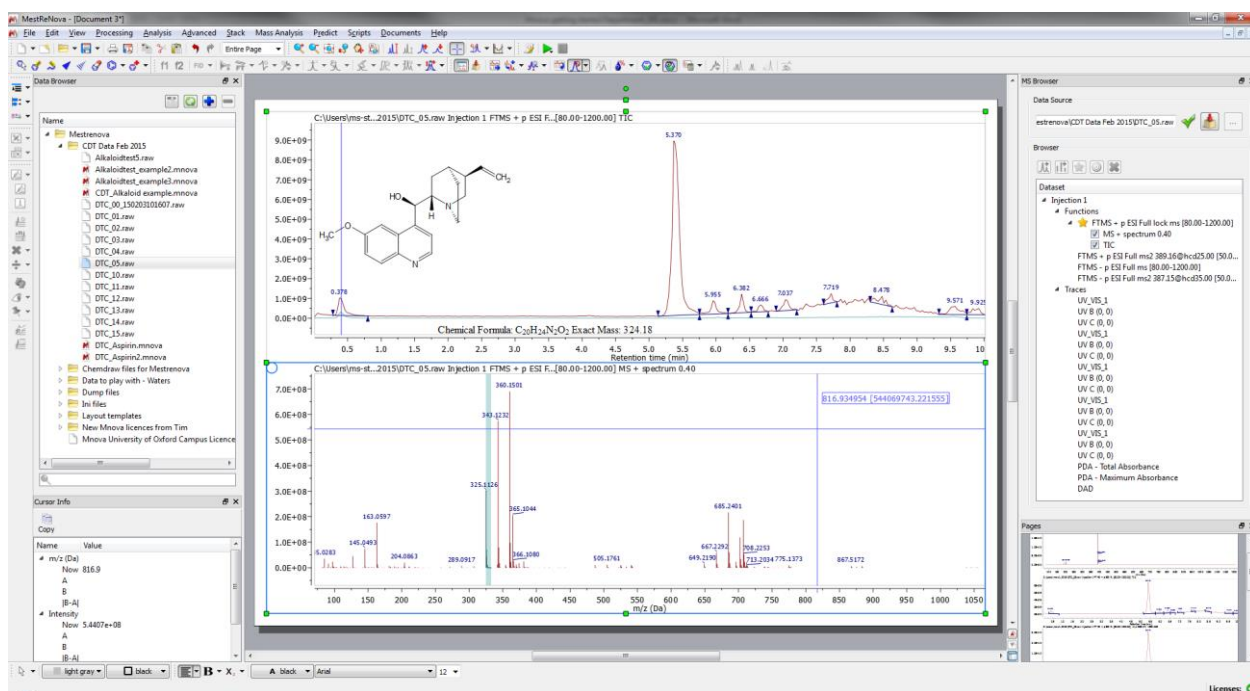 MestReNova - [Document 3*]
File Edit View Processing Analysis Advanced Stack Mass Analysis Predict Scripts Documents Help
Entire Page
Data Browser
Name
Mestrenova
CDT Data Feb 2015
Alkaloidtest5.raw
Alkaloidtest_example2.mnova
Alkaloidtest_example3.mnova
CDT_Alkaloid example.mnova
DTC_00_150203101607.raw
DTC_01.raw
DTC_02.raw
DTC_03.raw
DTC_04.raw
DTC_05.raw
DTC_10.raw
DTC_11.raw
DTC_12.raw
DTC_13.raw
DTC_14.raw
DTC_15.raw
DTC_Aspirin.mnova
DTC_Aspirin2.mnova
Chemdraw files for Mestrenova
Data to play with - Waters
Dump files
Ini files
Layout templates
New Mnova licences from Tim
Mnova University of Oxford Campus Licence
Cursor Info
Copy
Name Value
m/z (Da)
Now 816.9
A
B
|B-A|
Intensity
Now 5.4407e+08
A
B
|B-A|
C:\Users\ms-st...2015\DTC_05.raw Injection 1 FTMS + p ESI F...[80.00-1200.00] TIC
9.0E+09
8.0E+09
7.0E+09
6.0E+09
5.0E+09
4.0E+09
3.0E+09
2.0E+09
1.0E+09
0.0E+00
CH₂
HO
H
N
H₃C
O
N
0.378
5.370
5.955
6.382
6.666
7.037
7.719
8.478
9.571
9.925
Chemical Formula: C₂₀H₂₄N₂O₂ Exact Mass: 324.18
0.5 1.0 1.5 2.0 2.5 3.0 3.5 4.0 4.5 5.0 5.5 6.0 6.5 7.0 7.5 8.0 8.5 9.0 9.5 10.0
Retention time (min)
C:\Users\ms-st...2015\DTC_05.raw Injection 1 FTMS + p ESI F...[80.00-1200.00] MS + spectrum 0.40
7.0E+08
6.0E+08
5.0E+08
4.0E+08
3.0E+08
2.0E+08
1.0E+08
0.0E+00
360.1501
816.934954 [544069743.221555]
343.1232
325.1126
365.1044
163.0597
685.2401
145.0493
667.2292
708.2253
204.0863
289.0917
366.1080
505.1761
649.2190
713.2034
775.1373
867.5172
100 150 200 250 300 350 400 450 500 550 600 650 700 750 800 850 900 950 1000 1050
m/z (Da)
MS Browser
Data Source
estrenova\CDT Data Feb 2015\DTC_05.raw
...
Browser
Dataset
Injection 1
Functions
FTMS + p ESI Full lock ms [80.00-1200.00]
MS + spectrum 0.40
TIC
FTMS + p ESI Full ms2 389.16@hcd25.00 [50.0...
FTMS - p ESI Full ms [80.00-1200.00]
FTMS - p ESI Full ms2 387.15@hcd35.00 [50.0...
Traces
UV_VIS_1
UV B (0, 0)
UV C (0, 0)
UV_VIS_1
UV B (0, 0)
UV C (0, 0)
UV_VIS_1
UV B (0, 0)
UV C (0, 0)
UV_VIS_1
UV B (0, 0)
UV C (0, 0)
UV_VIS_1
UV B (0, 0)
UV C (0, 0)
PDA - Total Absorbance
PDA - Maximum Absorbance
DAD
Pages
light gray black B X, A black Arial 12
Licenses: